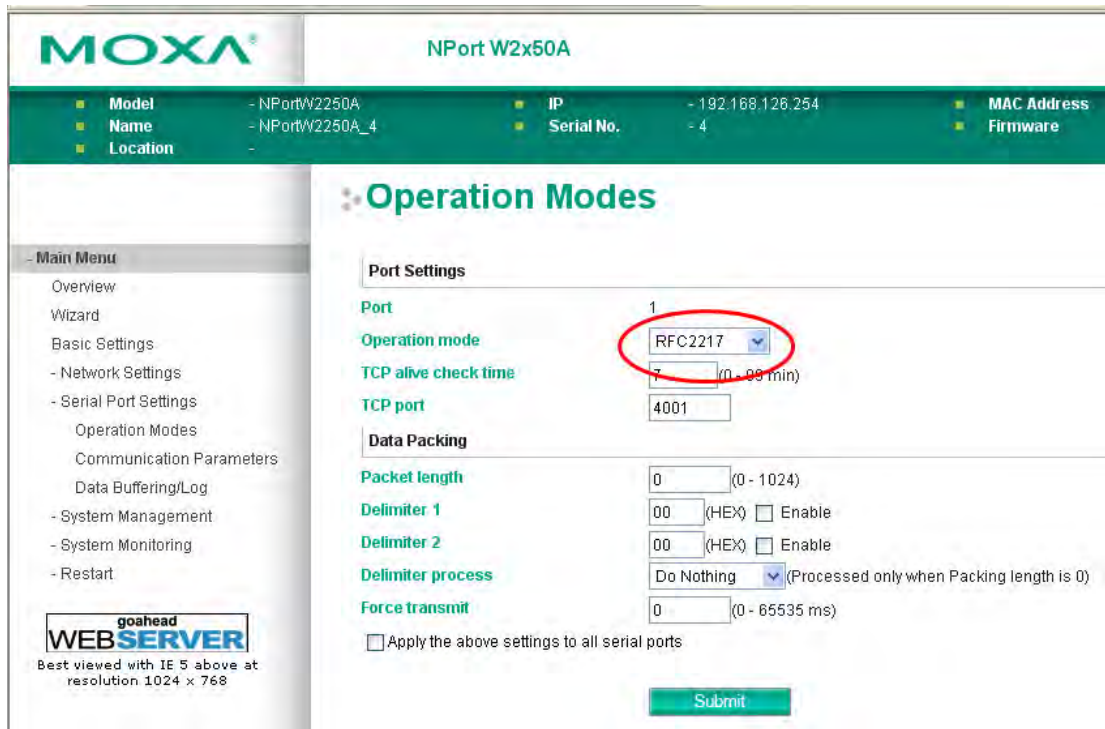 MOXA®
NPort W2x50A
Model - NPortW2250A IP - 192.168.126.254 MAC Address
Name - NPortW2250A_4 Serial No. - 4 Firmware
Location -
Operation Modes
- Main Menu
Overview
Wizard
Basic Settings
- Network Settings
- Serial Port Settings
Operation Modes
Communication Parameters
Data Buffering/Log
- System Management
- System Monitoring
- Restart
goahead
WEBSERVER
Best viewed with IE 5 above at
resolution 1024 x 768
Port Settings
Port 1
Operation mode RFC2217
TCP alive check time 7 (0 - 99 min)
TCP port 4001
Data Packing
Packet length 0 (0 - 1024)
Delimiter 1 00 (HEX) Enable
Delimiter 2 00 (HEX) Enable
Delimiter process Do Nothing (Processed only when Packing length is 0)
Force transmit 0 (0 - 65535 ms)
Apply the above settings to all serial ports
Submit